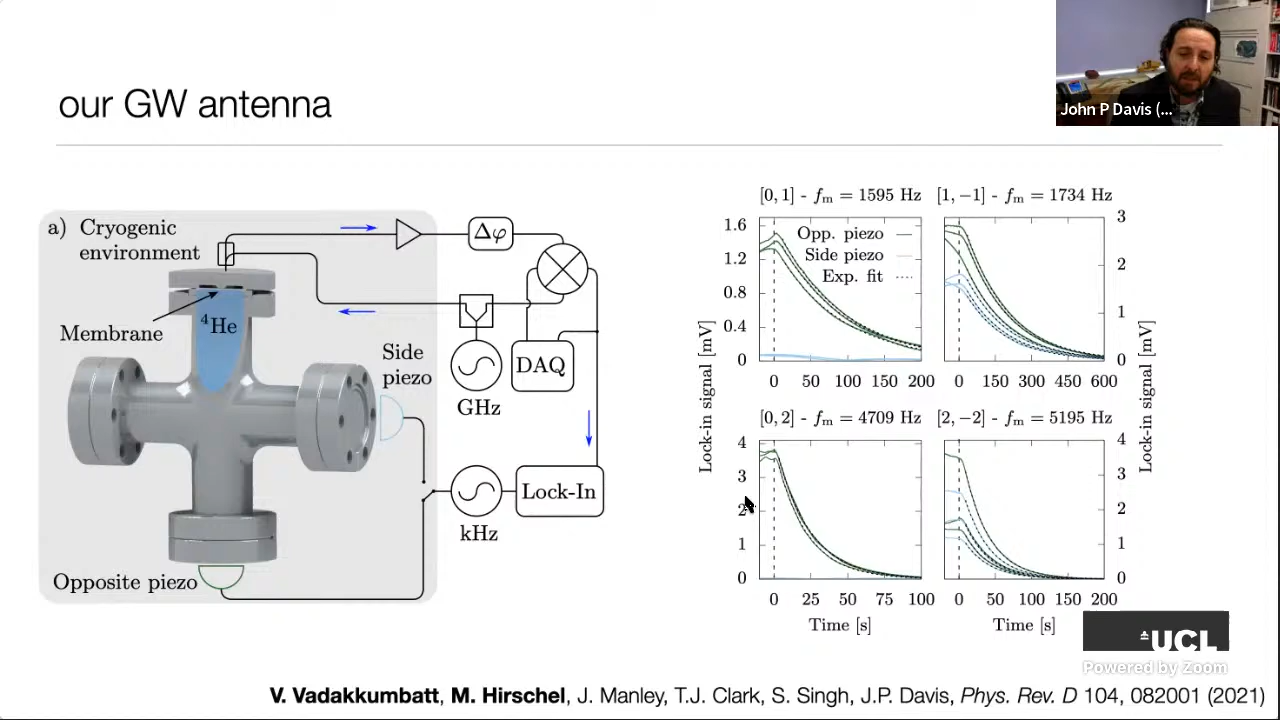 John P Davis (...
our GW antenna
a) Cryogenic
environment
Membrane
⁴He
Side
piezo
Opposite piezo
Δφ
DAQ
GHz
Lock-In
kHz
[0, 1] - fₘ = 1595 Hz
[1, −1] - fₘ = 1734 Hz
Opp. piezo
Side piezo
Exp. fit
1.6
1.2
0.8
0.4
0
3
2
1
0
0 50 100 150 200
0 150 300 450 600
Lock-in signal [mV]
Lock-in signal [mV]
[0, 2] - fₘ = 4709 Hz
[2, −2] - fₘ = 5195 Hz
4
3
2
1
0
4
3
2
1
0
0 25 50 75 100
0 50 100 150 200
Time [s]
Time [s]
UCL
Powered by Zoom
V. Vadakkumbatt, M. Hirschel, J. Manley, T.J. Clark, S. Singh, J.P. Davis, Phys. Rev. D 104, 082001 (2021)